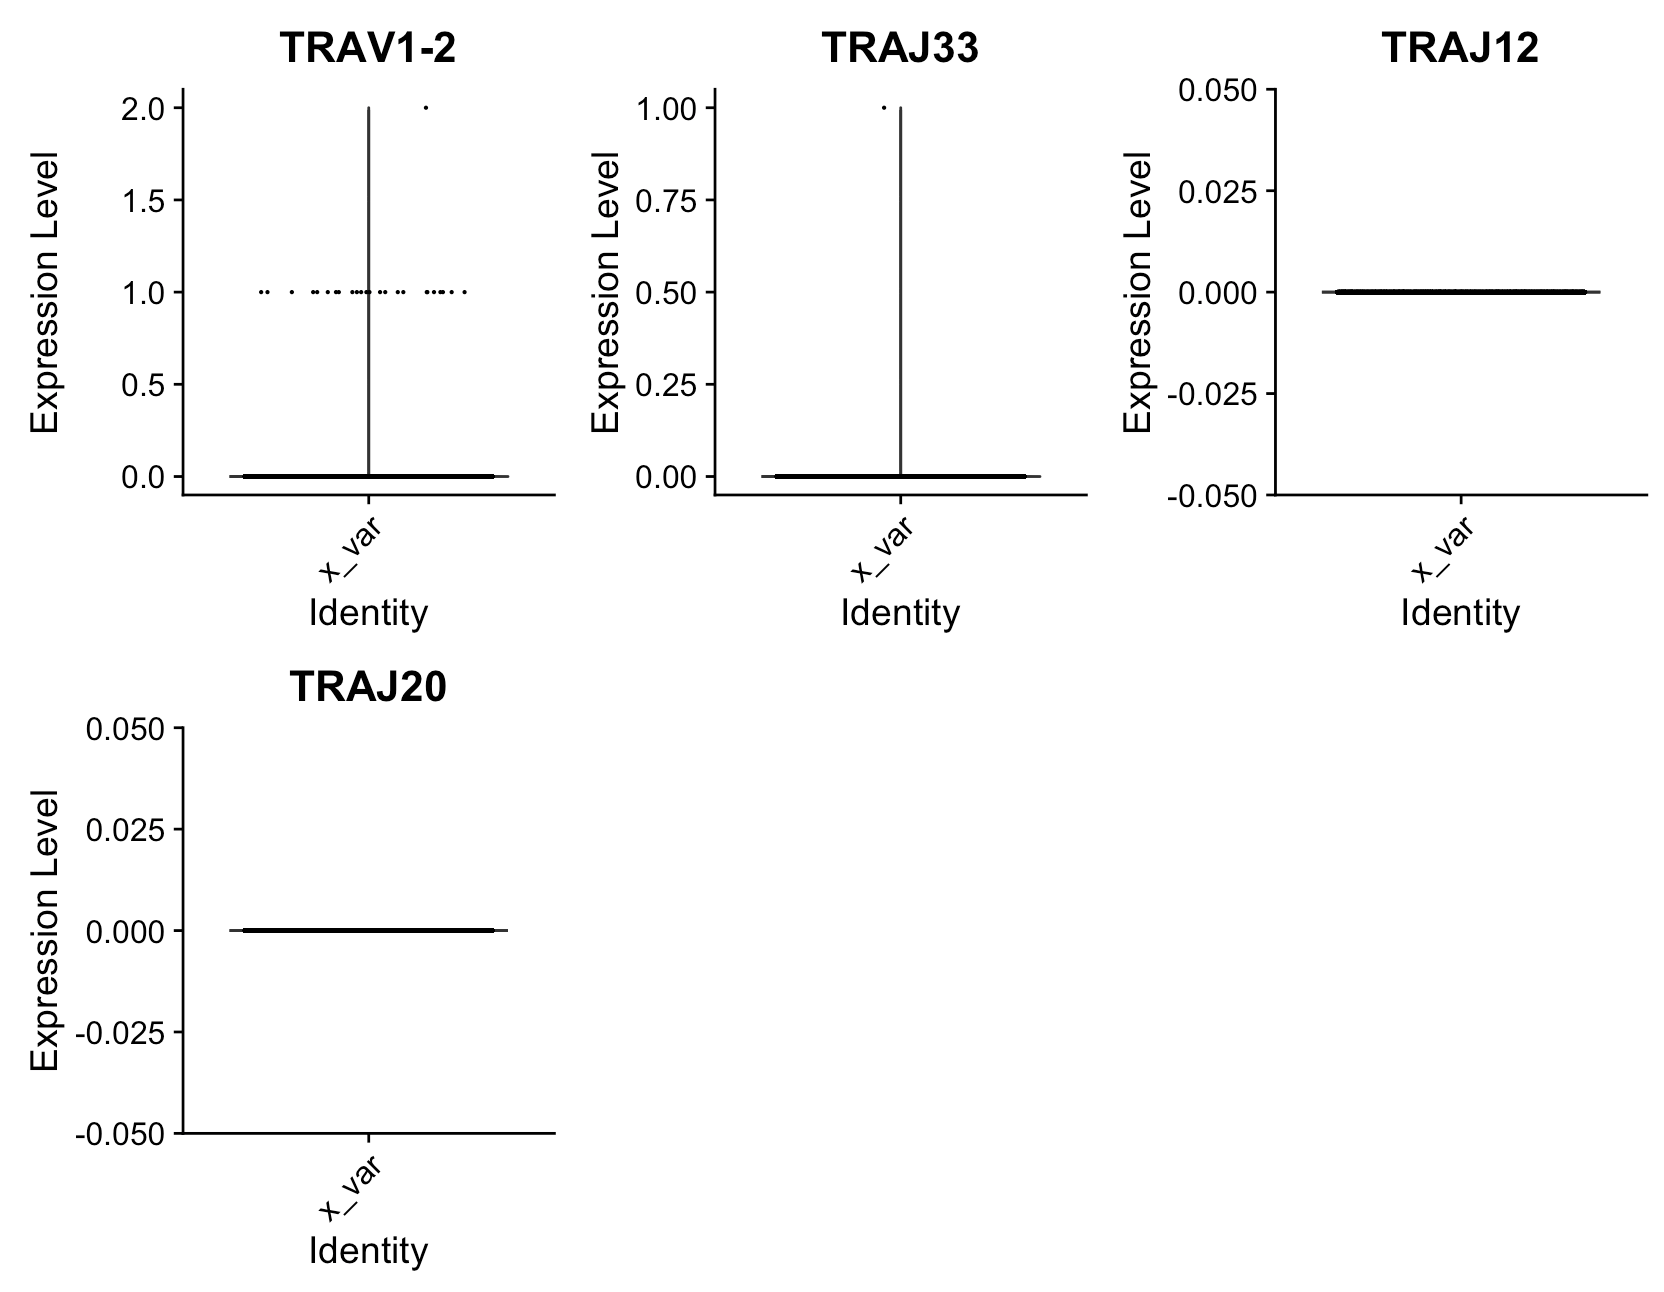 TRAV1-2
Expression Level
2.0
1.5
1.0
0.5
0.0
x_var
Identity
TRAJ33
Expression Level
1.00
0.75
0.50
0.25
0.00
x_var
Identity
TRAJ12
Expression Level
0.050
0.025
0.000
-0.025
-0.050
x_var
Identity
TRAJ20
Expression Level
0.050
0.025
0.000
-0.025
-0.050
x_var
Identity